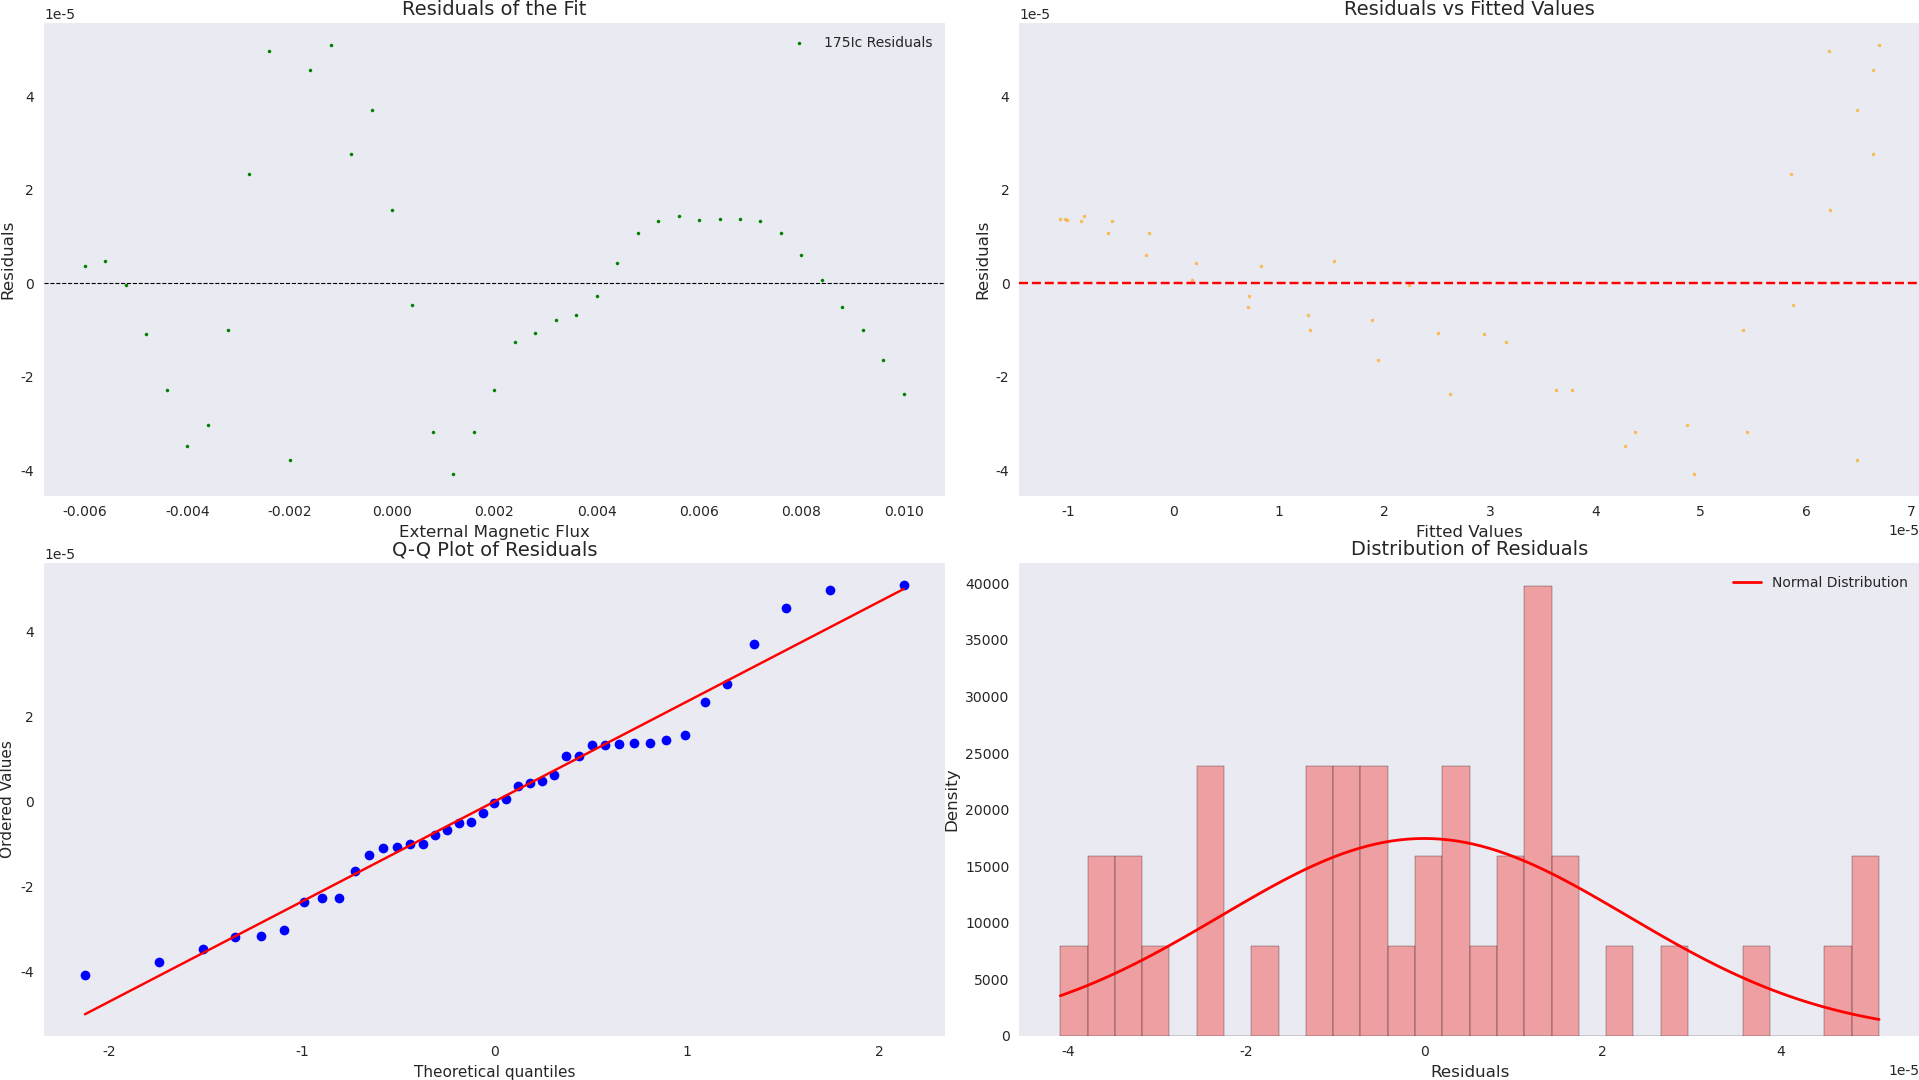 Residuals of the Fit
1e-5
175Ic Residuals
4
2
0
-2
-4
Residuals
-0.006 -0.004 -0.002 0.000 0.002 0.004 0.006 0.008 0.010
External Magnetic Flux
Residuals vs Fitted Values
1e-5
4
2
0
-2
-4
Residuals
-1 0 1 2 3 4 5 6 7
1e-5
Fitted Values
Q-Q Plot of Residuals
1e-5
4
2
0
-2
-4
Ordered Values
-2 -1 0 1 2
Theoretical quantiles
Distribution of Residuals
Normal Distribution
40000
35000
30000
25000
20000
15000
10000
5000
0
Density
-4 -2 0 2 4
1e-5
Residuals